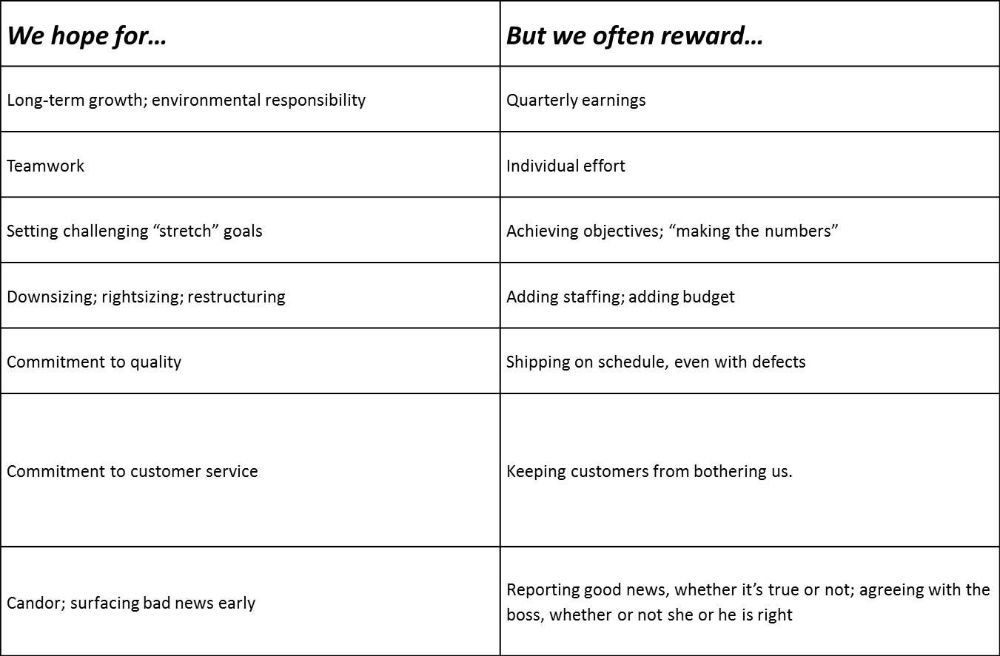 We hope for…
But we often reward…
Long-term growth; environmental responsibility
Quarterly earnings
Teamwork
Individual effort
Setting challenging “stretch” goals
Achieving objectives; “making the numbers”
Downsizing; rightsizing; restructuring
Adding staffing; adding budget
Commitment to quality
Shipping on schedule, even with defects
Commitment to customer service
Keeping customers from bothering us.
Candor; surfacing bad news early
Reporting good news, whether it’s true or not; agreeing with the
boss, whether or not she or he is right